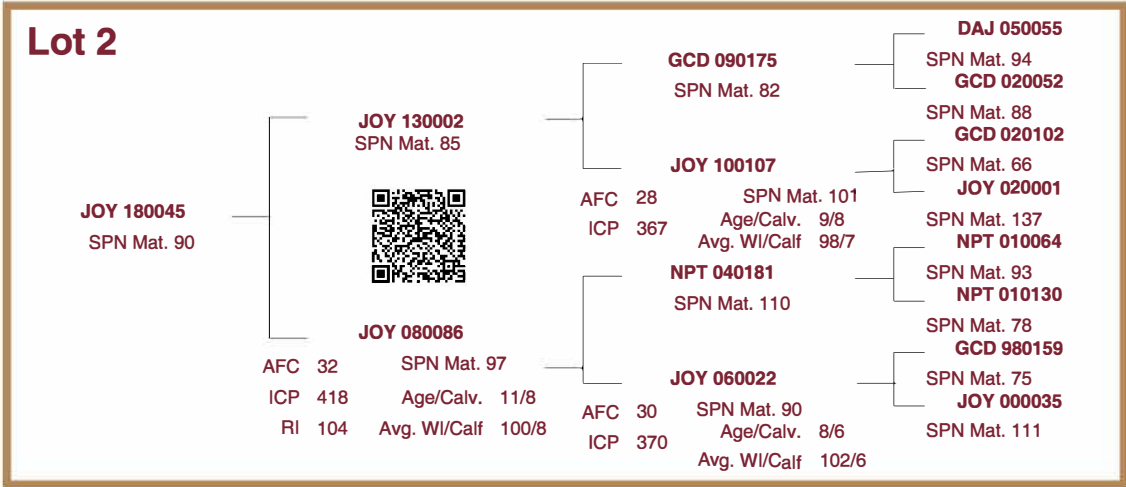 Lot 2
JOY 180045
SPN Mat. 90
JOY 130002
SPN Mat. 85
JOY 080086
AFC 32 SPN Mat. 97
ICP 418 Age/Calv. 11/8
RI 104 Avg. WI/Calf 100/8
GCD 090175
SPN Mat. 82
JOY 100107
AFC 28 SPN Mat. 101
ICP 367 Age/Calv. 9/8
Avg. WI/Calf 98/7
NPT 040181
SPN Mat. 110
JOY 060022
AFC 30 SPN Mat. 90
ICP 370 Age/Calv. 8/6
Avg. WI/Calf 102/6
DAJ 050055
SPN Mat. 94
GCD 020052
SPN Mat. 88
GCD 020102
SPN Mat. 66
JOY 020001
SPN Mat. 137
NPT 010064
SPN Mat. 93
NPT 010130
SPN Mat. 78
GCD 980159
SPN Mat. 75
JOY 000035
SPN Mat. 111